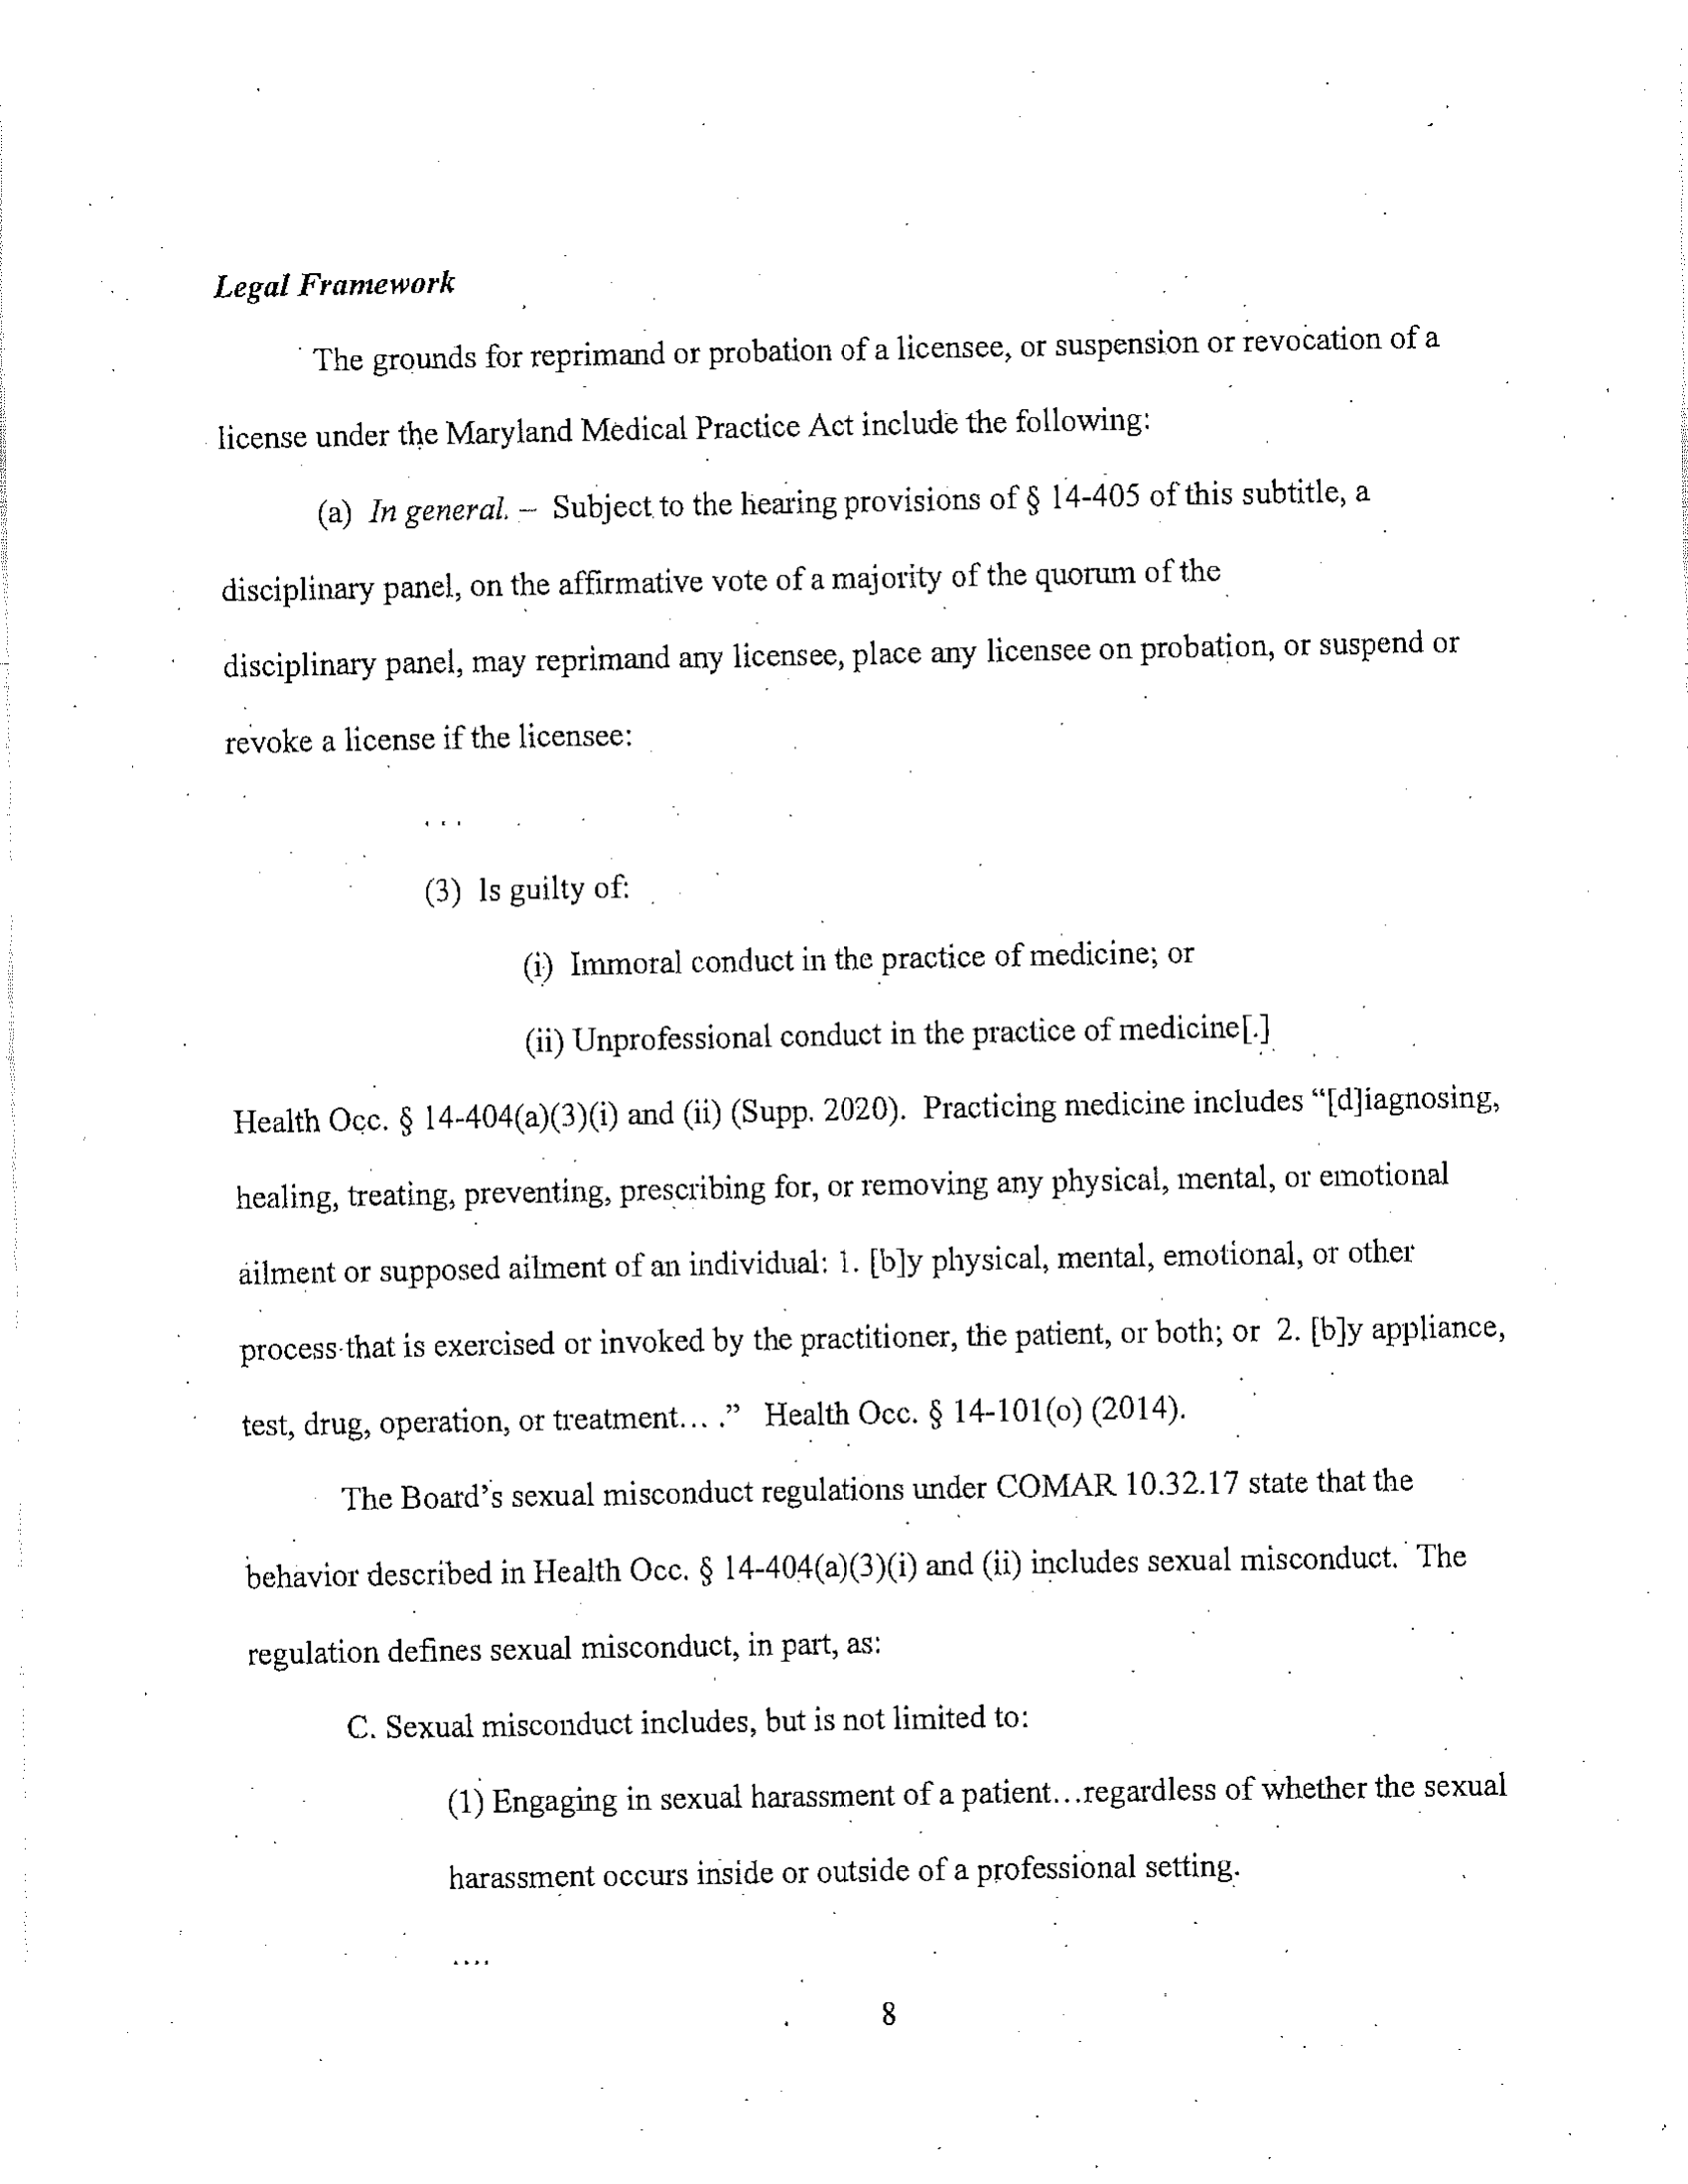 Legal Framework
The grounds for reprimand or probation of a licensee, or suspension or revocation of a
license under the Maryland Medical Practice Act include the following:
(a) In general. – Subject to the hearing provisions of § 14-405 of this subtitle, a
disciplinary panel, on the affirmative vote of a majority of the quorum of the
disciplinary panel, may reprimand any licensee, place any licensee on probation, or suspend or
revoke a license if the licensee:
...
(3) Is guilty of:
(i) Immoral conduct in the practice of medicine; or
(ii) Unprofessional conduct in the practice of medicine[.]
Health Occ. § 14-404(a)(3)(i) and (ii) (Supp. 2020). Practicing medicine includes “[d]iagnosing,
healing, treating, preventing, prescribing for, or removing any physical, mental, or emotional
ailment or supposed ailment of an individual: 1. [b]y physical, mental, emotional, or other
process that is exercised or invoked by the practitioner, the patient, or both; or 2. [b]y appliance,
test, drug, operation, or treatment… .” Health Occ. § 14-101(o) (2014).
The Board’s sexual misconduct regulations under COMAR 10.32.17 state that the
behavior described in Health Occ. § 14-404(a)(3)(i) and (ii) includes sexual misconduct. The
regulation defines sexual misconduct, in part, as:
C. Sexual misconduct includes, but is not limited to:
(1) Engaging in sexual harassment of a patient…regardless of whether the sexual
harassment occurs inside or outside of a professional setting.
....
8